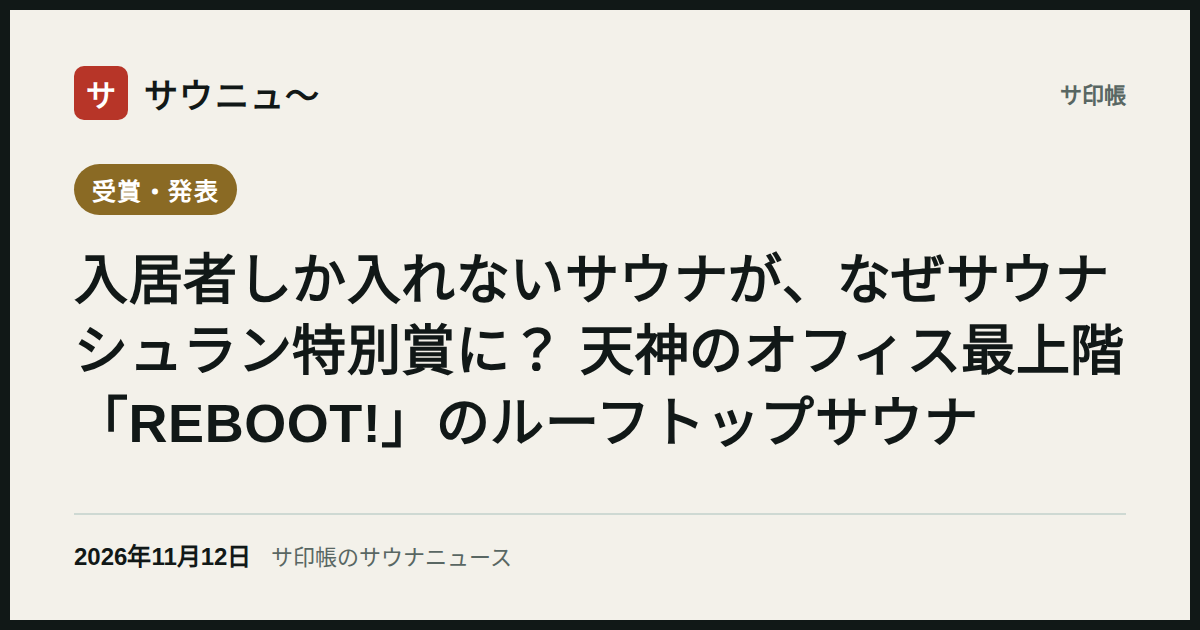 サ サウニュ〜
サ印帳
受賞・発表
入居者しか入れないサウナが、なぜサウナ
シュラン特別賞に？ 天神のオフィス最上階
「REBOOT!」のルーフトップサウナ
2026年11月12日 サ印帳のサウナニュース